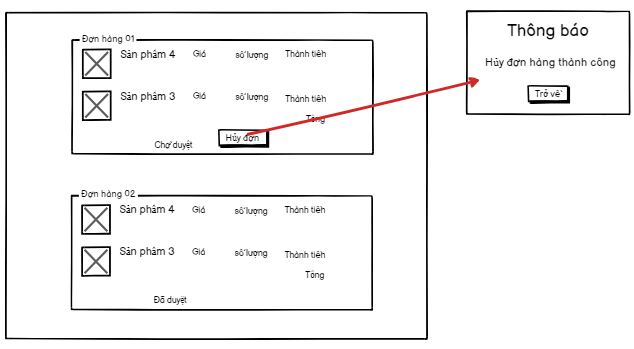 Đơn hàng 01
Sản phẩm 4 Giá số lượng Thành tiền
Sản phẩm 3 Giá số lượng Thành tiền
Tổng
Chợ duyệt Hủy đơn
Đơn hàng 02
Sản phẩm 4 Giá số lượng Thành tiền
Sản phẩm 3 Giá số lượng Thành tiền
Tổng
Đã duyệt
Thông báo
Hủy đơn hàng thành công
Trở về